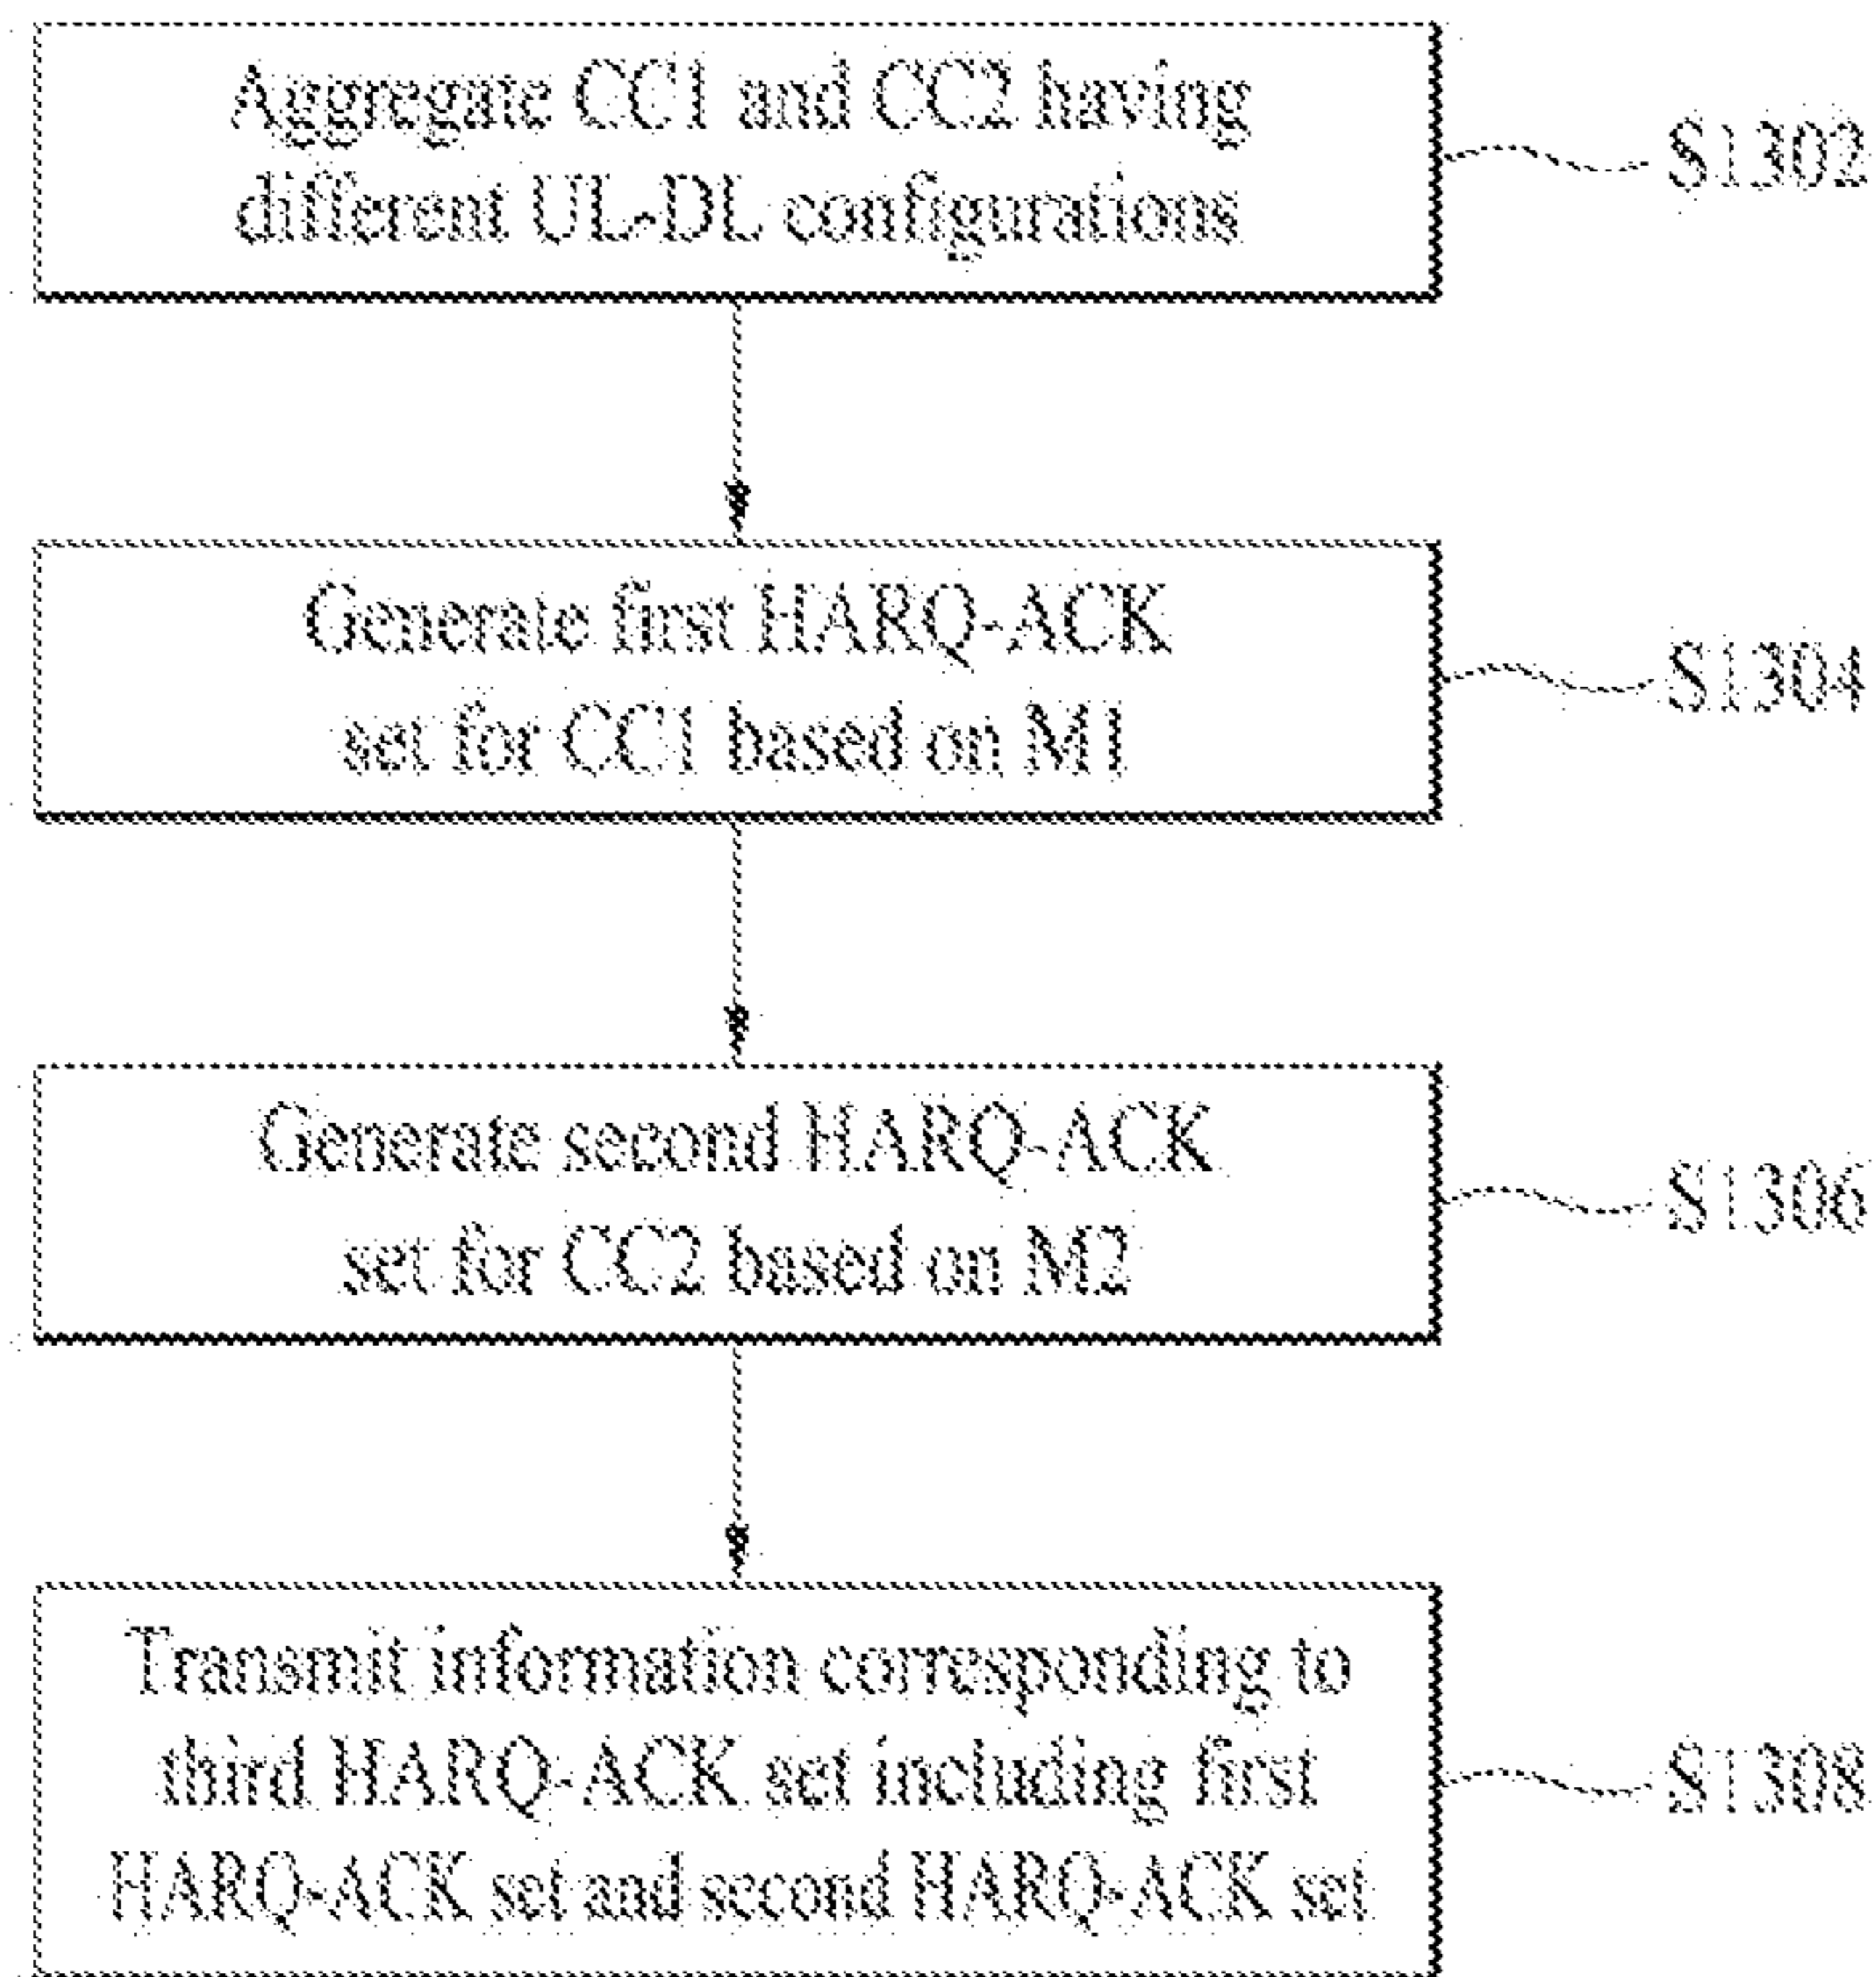 Aggregate CC1 and CC2 having
different UL-DL configurations
S1302
Generate first HARQ-ACK
set for CC1 based on M1
S1304
Generate second HARQ-ACK
set for CC2 based on M2
S1306
Transmit information corresponding to
third HARQ-ACK set including first
HARQ-ACK set and second HARQ-ACK set
S1308